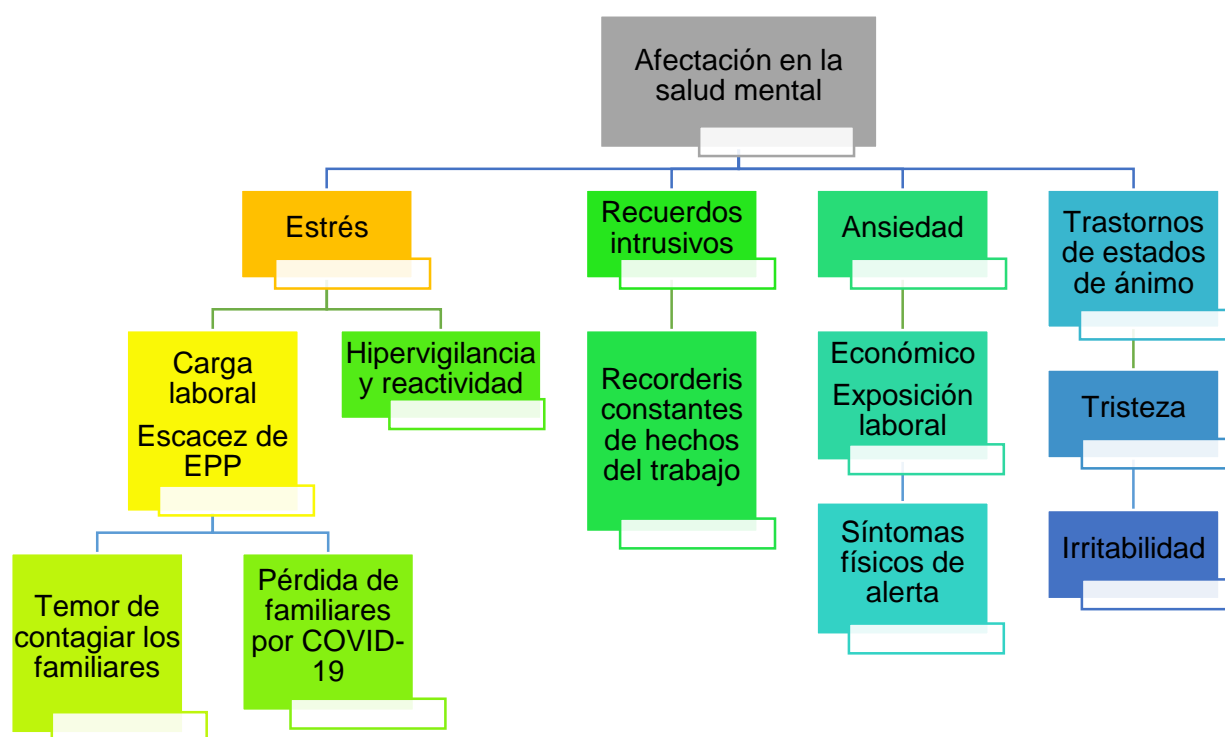 Afectación en la
salud mental
Estrés
Recuerdos
intrusivos
Ansiedad
Trastornos
de estados
de ánimo
Carga
laboral
Escacez de
EPP
Hipervigilancia
y reactividad
Recorderis
constantes
de hechos
del trabajo
Económico
Exposición
laboral
Tristeza
Temor de
contagiar los
familiares
Pérdida de
familiares
por COVID-
19
Síntomas
físicos de
alerta
Irritabilidad